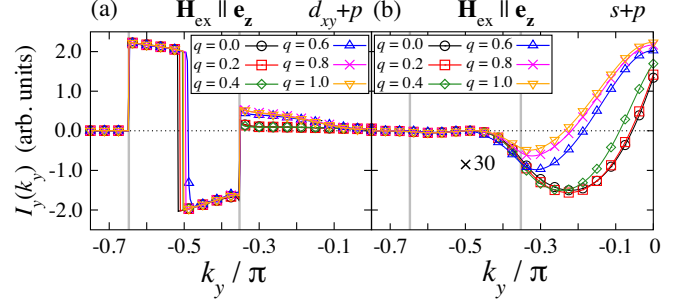 (a) H_ex ∥ e_z d_xy+p (b) H_ex ∥ e_z s+p
q = 0.0 q = 0.6 q = 0.0 q = 0.6
q = 0.2 q = 0.8 q = 0.2 q = 0.8
q = 0.4 q = 1.0 q = 0.4 q = 1.0
I_y(k_y) (arb. units)
2.0
1.0
0.0
-1.0
-2.0
×30
-0.7 -0.5 -0.3 -0.1 -0.7 -0.5 -0.3 -0.1 0
k_y / π k_y / π